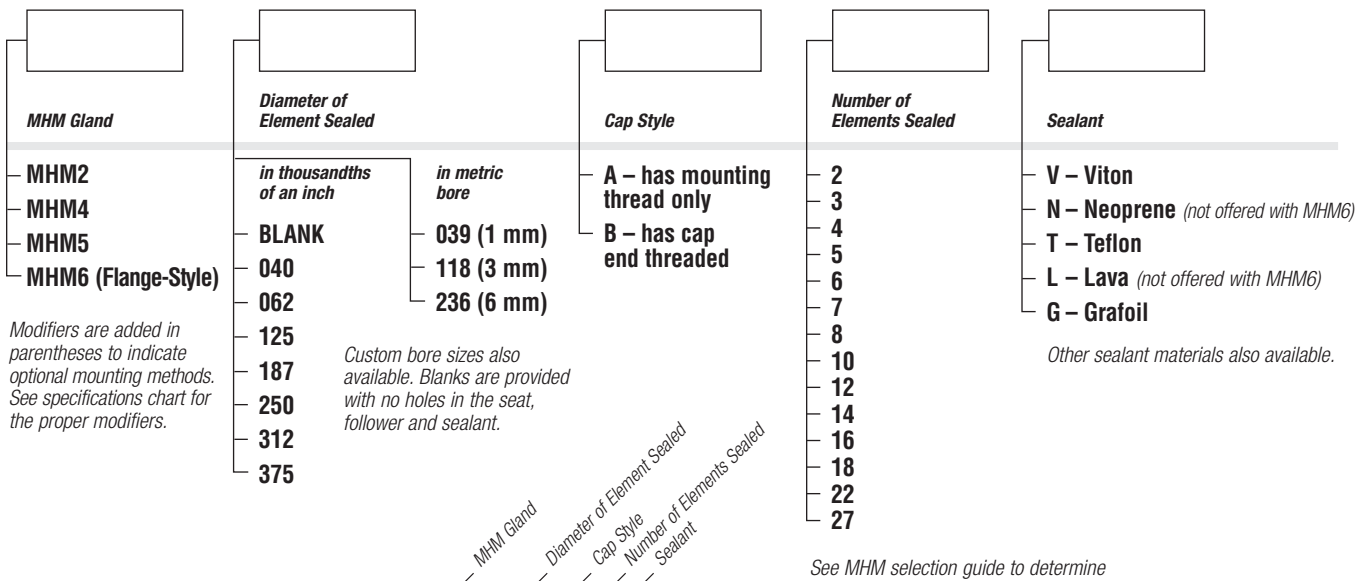 MHM Gland
MHM2
MHM4
MHM5
MHM6 (Flange-Style)
Modifiers are added in
parentheses to indicate
optional mounting methods.
See specifications chart for
the proper modifiers.
Diameter of
Element Sealed
in thousandths
of an inch
BLANK
040
062
125
187
250
312
375
in metric
bore
039 (1 mm)
118 (3 mm)
236 (6 mm)
Custom bore sizes also
available. Blanks are provided
with no holes in the seat,
follower and sealant.
Cap Style
A – has mounting
thread only
B – has cap
end threaded
Number of
Elements Sealed
2
3
4
5
6
7
8
10
12
14
16
18
22
27
See MHM selection guide to determine
Sealant
V – Viton
N – Neoprene (not offered with MHM6)
T – Teflon
L – Lava (not offered with MHM6)
G – Grafoil
Other sealant materials also available.
MHM Gland
Diameter of Element Sealed
Cap Style
Number of Elements Sealed
Sealant